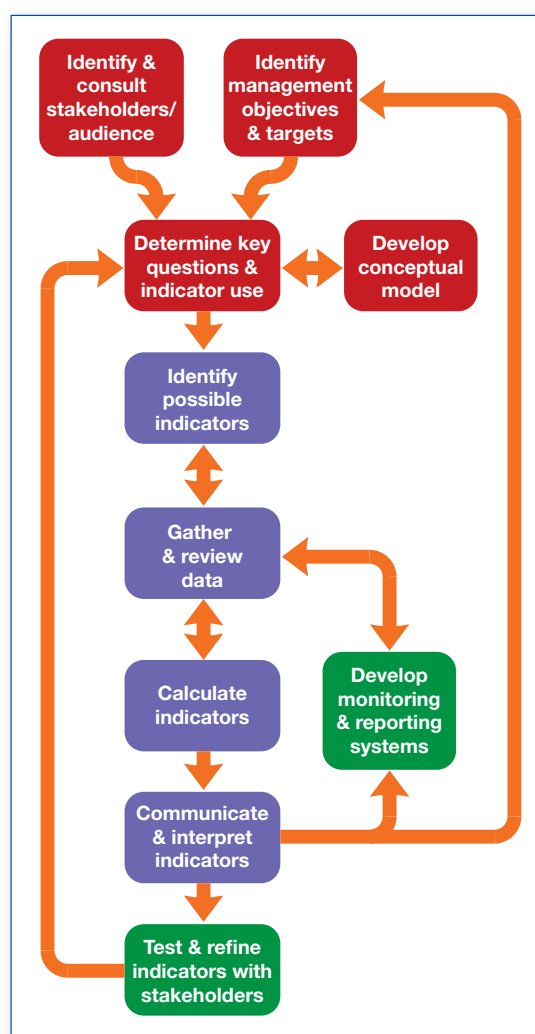 Identify &
consult
stakeholders/
audience
Identify
management
objectives
& targets
Determine key
questions &
indicator use
Develop
conceptual
model
Identify
possible
indicators
Gather
& review
data
Calculate
indicators
Develop
monitoring
& reporting
systems
Communicate
& interpret
indicators
Test & refine
indicators with
stakeholders